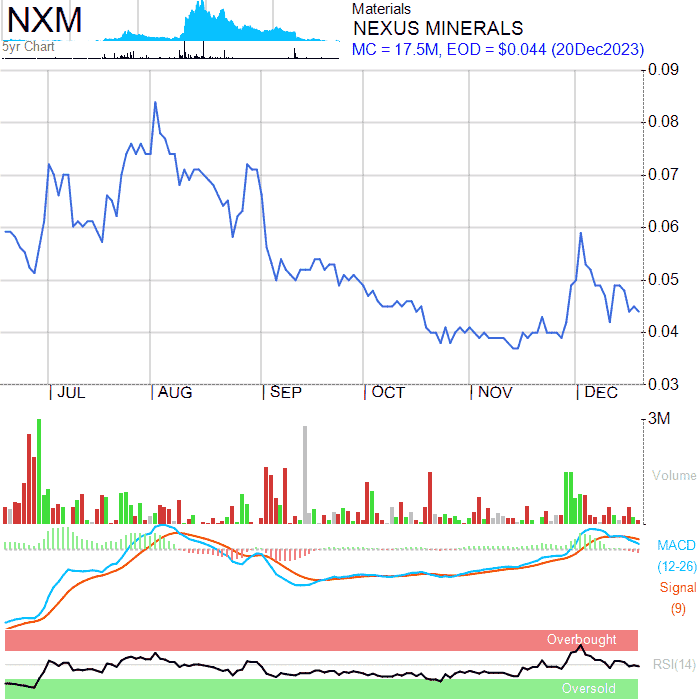 NXM
5yr Chart
Materials
NEXUS MINERALS
MC = 17.5M, EOD = $0.044 (20Dec2023)
0.09
0.08
0.07
0.06
0.05
0.04
0.03
JUL AUG SEP OCT NOV DEC
3M
Volume
MACD
(12-26)
Signal
(9)
Overbought
RSI(14)
Oversold